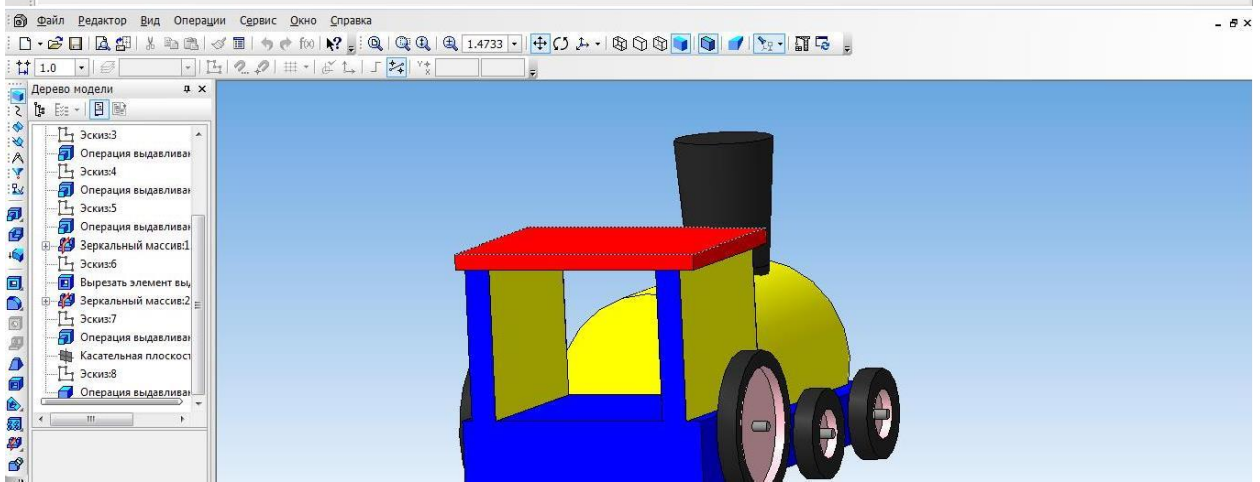 Файл Редактор Вид Операции Сервис Окно Справка
f(x) 1.4733
1.0
Дерево модели
Эскиз:3
Операция выдавливан
Эскиз:4
Операция выдавливан
Эскиз:5
Операция выдавливан
Зеркальный массив:1
Эскиз:6
Вырезать элемент выд
Зеркальный массив:2
Эскиз:7
Операция выдавливан
Касательная плоскост
Эскиз:8
Операция выдавливан